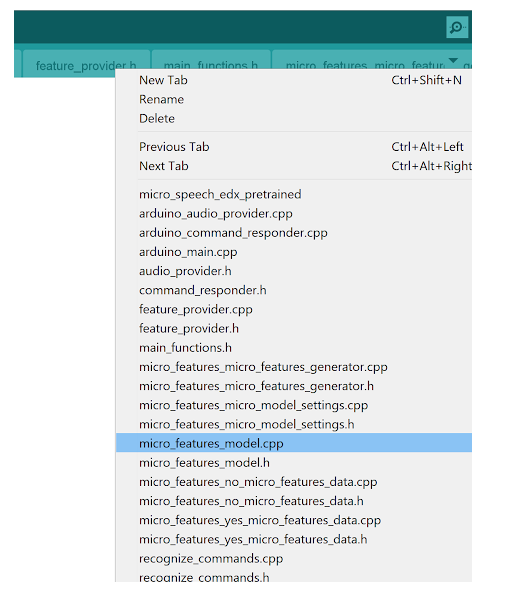 feature_provider.h main_functions.h micro_features_micro_featur
New Tab Ctrl+Shift+N
Rename
Delete
Previous Tab Ctrl+Alt+Left
Next Tab Ctrl+Alt+Right
micro_speech_edx_pretrained
arduino_audio_provider.cpp
arduino_command_responder.cpp
arduino_main.cpp
audio_provider.h
command_responder.h
feature_provider.cpp
feature_provider.h
main_functions.h
micro_features_micro_features_generator.cpp
micro_features_micro_features_generator.h
micro_features_micro_model_settings.cpp
micro_features_micro_model_settings.h
micro_features_model.cpp
micro_features_model.h
micro_features_no_micro_features_data.cpp
micro_features_no_micro_features_data.h
micro_features_yes_micro_features_data.cpp
micro_features_yes_micro_features_data.h
recognize_commands.cpp
recognize_commands.h